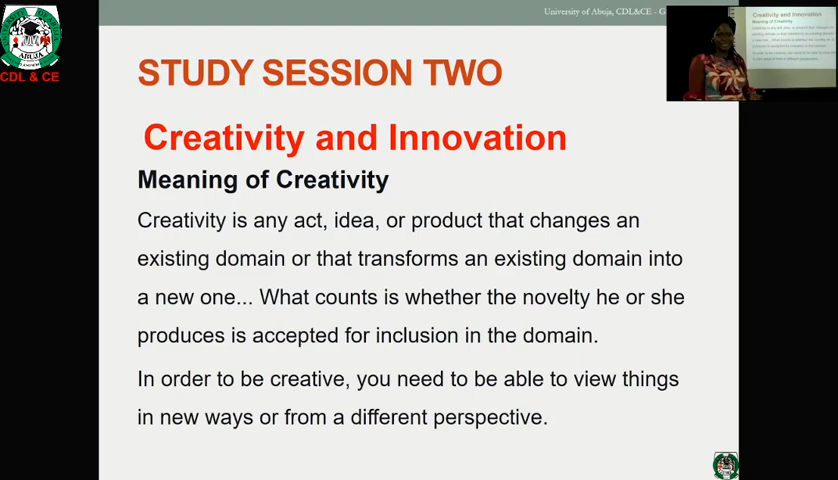 University of Abuja, CDL&CE - G
ABUJA
CDL & CE
STUDY SESSION TWO
Creativity and Innovation
Meaning of Creativity
Creativity is any act, idea, or product that changes an
existing domain or that transforms an existing domain into
a new one... What counts is whether the novelty he or she
produces is accepted for inclusion in the domain.
In order to be creative, you need to be able to view things
in new ways or from a different perspective.
Creativity and Innovation
Meaning of Creativity